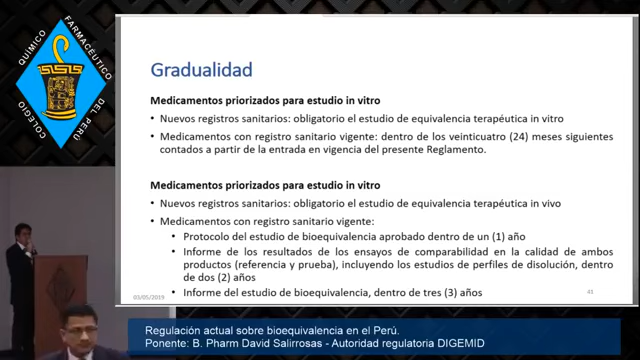 QUÍMICO
FARMACÉUTICO
DEL PERÚ
COLEGIO
Gradualidad
Medicamentos priorizados para estudio in vitro
• Nuevos registros sanitarios: obligatorio el estudio de equivalencia terapéutica in vitro
• Medicamentos con registro sanitario vigente: dentro de los veinticuatro (24) meses siguientes
contados a partir de la entrada en vigencia del presente Reglamento.
Medicamentos priorizados para estudio in vitro
• Nuevos registros sanitarios: obligatorio el estudio de equivalencia terapéutica in vivo
• Medicamentos con registro sanitario vigente:
• Protocolo del estudio de bioequivalencia aprobado dentro de un (1) año
• Informe de los resultados de los ensayos de comparabilidad en la calidad de ambos
productos (referencia y prueba), incluyendo los estudios de perfiles de disolución, dentro
de dos (2) años
• Informe del estudio de bioequivalencia, dentro de tres (3) años
03/05/2019
41
Regulación actual sobre bioequivalencia en el Perú.
Ponente: B. Pharm David Salirrosas - Autoridad regulatoria DIGEMID